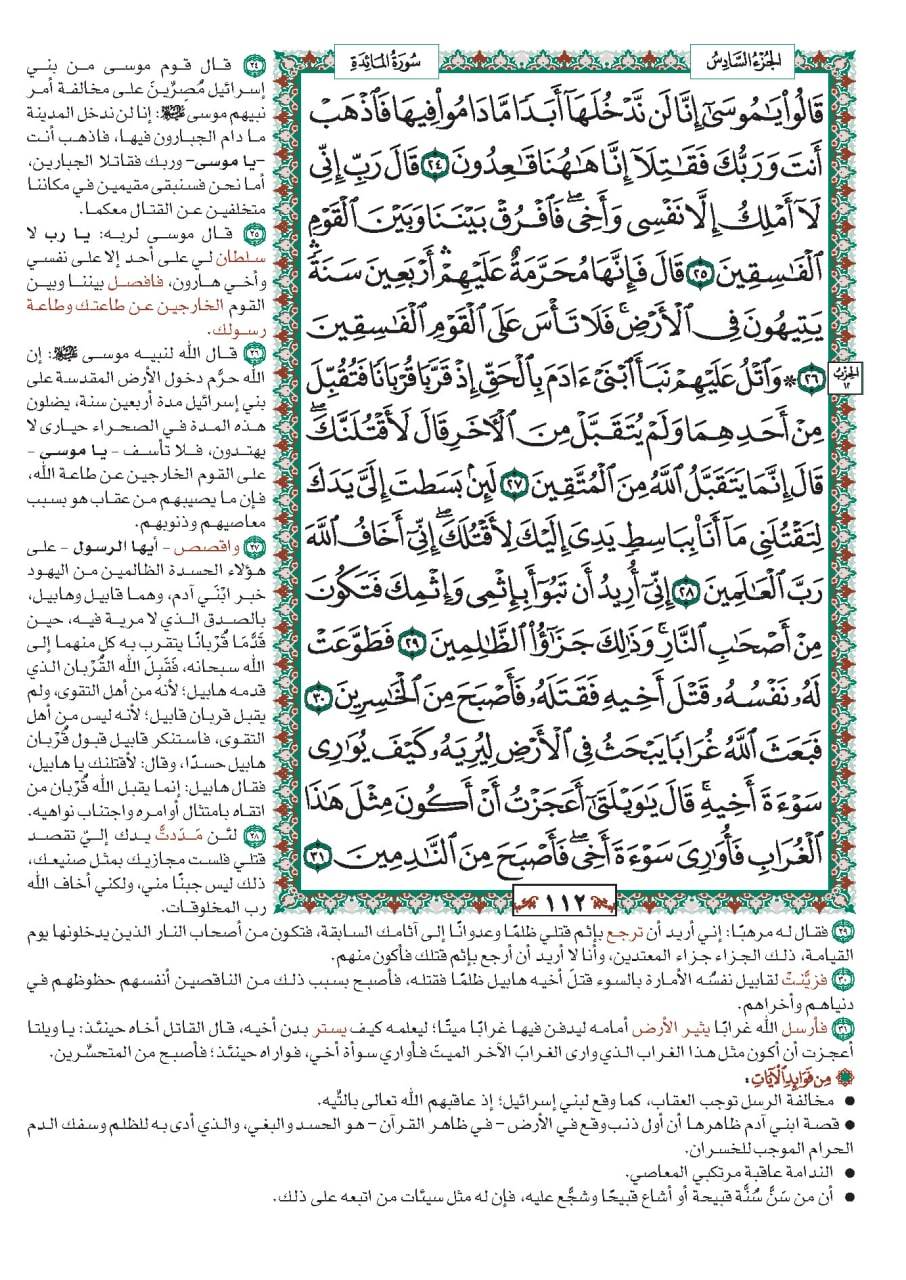 الجُزْءُ السَّادِسُ
سُورَةُ المَائِدَةِ
قَالُوا۟ يَٰمُوسَىٰٓ إِنَّا لَن نَّدْخُلَهَآ أَبَدًا مَّا دَامُوا۟ فِيهَا فَٱذْهَبْ
أَنتَ وَرَبُّكَ فَقَٰتِلَآ إِنَّا هَٰهُنَا قَٰعِدُونَ ٢٤ قَالَ رَبِّ إِنِّى
لَآ أَمْلِكُ إِلَّا نَفْسِى وَأَخِى ۖ فَٱفْرُقْ بَيْنَنَا وَبَيْنَ ٱلْقَوْمِ
ٱلْفَٰسِقِينَ ٢٥ قَالَ فَإِنَّهَا مُحَرَّمَةٌ عَلَيْهِمْ ۛ أَرْبَعِينَ سَنَةً ۛ
يَتِيهُونَ فِى ٱلْأَرْضِ ۚ فَلَا تَأْسَ عَلَى ٱلْقَوْمِ ٱلْفَٰسِقِينَ
٢٦ * وَٱتْلُ عَلَيْهِمْ نَبَأَ ٱبْنَىْ ءَادَمَ بِٱلْحَقِّ إِذْ قَرَّبَا قُرْبَانًا فَتُقُبِّلَ
الحِزْبُ
١٢
مِنْ أَحَدِهِمَا وَلَمْ يُتَقَبَّلْ مِنَ ٱلْءَاخَرِ قَالَ لَأَقْتُلَنَّكَ ۖ
قَالَ إِنَّمَا يَتَقَبَّلُ ٱللَّهُ مِنَ ٱلْمُتَّقِينَ ٢٧ لَئِنۢ بَسَطتَ إِلَىَّ يَدَكَ
لِتَقْتُلَنِى مَآ أَنَا۠ بِبَاسِطٍ يَدِىَ إِلَيْكَ لِأَقْتُلَكَ ۖ إِنِّىٓ أَخَافُ ٱللَّهَ
رَبَّ ٱلْعَٰلَمِينَ ٢٨ إِنِّىٓ أُرِيدُ أَن تَبُوٓأَ بِإِثْمِى وَإِثْمِكَ فَتَكُونَ
مِنْ أَصْحَٰبِ ٱلنَّارِ ۚ وَذَٰلِكَ جَزَٰٓؤُا۟ ٱلظَّٰلِمِينَ ٢٩ فَطَوَّعَتْ
لَهُۥ نَفْسُهُۥ قَتْلَ أَخِيهِ فَقَتَلَهُۥ فَأَصْبَحَ مِنَ ٱلْخَٰسِرِينَ ٣٠
فَبَعَثَ ٱللَّهُ غُرَابًا يَبْحَثُ فِى ٱلْأَرْضِ لِيُرِيَهُۥ كَيْفَ يُوَٰرِى
سَوْءَةَ أَخِيهِ ۚ قَالَ يَٰوَيْلَتَىٰٓ أَعَجَزْتُ أَنْ أَكُونَ مِثْلَ هَٰذَا
ٱلْغُرَابِ فَأُوَٰرِىَ سَوْءَةَ أَخِى ۖ فَأَصْبَحَ مِنَ ٱلنَّٰدِمِينَ ٣١
١١٢
٢٤ قال قوم موسى من بني
إسرائيل مُصِرِّينَ على مخالفة أمر
نبيهم موسى ﷺ: إنا لن ندخل المدينة
ما دام الجبارون فيها، فاذهب أنت
-يا موسى- وربك فقاتلا الجبارين،
أما نحن فسنبقى مقيمين في مكاننا
متخلفين عن القتال معكما.
٢٥ قال موسى لربه: يا رب لا
سلطان لي على أحد إلا على نفسي
وأخي هارون، فافصل بيننا وبين
القوم الخارجين عن طاعتك وطاعة
رسولك.
٢٦ قال الله لنبيه موسى ﷺ: إن
الله حرَّم دخول الأرض المقدسة على
بني إسرائيل مدة أربعين سنة، يضلون
هذه المدة في الصحراء حيارى لا
يهتدون، فلا تأسف - يا موسى -
على القوم الخارجين عن طاعة الله،
فإن ما يصيبهم من عقاب هو بسبب
معاصيهم وذنوبهم.
٢٧ واقصص - أيها الرسول - على
هؤلاء الحسدة الظالمين من اليهود
خبر ابْنَي آدم، وهما قابيل وهابيل،
بالصدق الذي لا مرية فيه، حين
قَدَّمَا قُرْبانًا يتقرب به كل منهما إلى
الله سبحانه، فَقَبِلَ الله القُرْبان الذي
قدمه هابيل؛ لأنه من أهل التقوى، ولم
يقبل قربان قابيل؛ لأنه ليس من أهل
التقوى، فاستنكر قابيل قبول قُرْبان
هابيل حسدًا، وقال: لأقتلنك يا هابيل،
فقال هابيل: إنما يقبل الله قُرْبان من
اتقاه بامتثال أوامره واجتناب نواهيه.
٢٨ لئن مَدَدتَّ يدك إليّ تقصد
قتلي فلست مجازيك بمثل صنيعك،
ذلك ليس جبنًا مني، ولكني أخاف الله
رب المخلوقات.
٢٩ فقال له مرهبًا: إني أريد أن ترجع بإثم قتلي ظلمًا وعدوانًا إلى آثامك السابقة، فتكون من أصحاب النار الذين يدخلونها يوم
القيامة، ذلك الجزاء جزاء المعتدين، وأنا لا أريد أن أرجع بإثم قتلك فأكون منهم.
٣٠ فزيَّنتْ لقابيل نفسُه الأمارة بالسوء قتلَ أخيه هابيل ظلمًا فقتله، فأصبح بسبب ذلك من الناقصين أنفسهم حظوظهم في
دنياهم وأخراهم.
٣١ فأرسل الله غرابًا يثير الأرض أمامه ليدفن فيها غرابًا ميتًا؛ ليعلمه كيف يستر بدن أخيه، قال القاتل أخاه حينئذ: يا ويلتا
أعجزت أن أكون مثل هذا الغراب الذي وارى الغرابَ الآخر الميتَ فأواري سوأة أخي، فواراه حينئذ؛ فأصبح من المتحسِّرين.
مِن فَوَائِدِ الآيَاتِ:
● مخالفة الرسل توجب العقاب، كما وقع لبني إسرائيل؛ إذ عاقبهم الله تعالى بالتِّيه.
● قصة ابني آدم ظاهرها أن أول ذنب وقع في الأرض - في ظاهر القرآن - هو الحسد والبغي، والذي أدى به للظلم وسفك الدم
الحرام الموجب للخسران.
● الندامة عاقبة مرتكبي المعاصي.
● أن من سَنَّ سُنَّة قبيحة أو أشاع قبيحًا وشجَّع عليه، فإن له مثل سيئات من اتبعه على ذلك.